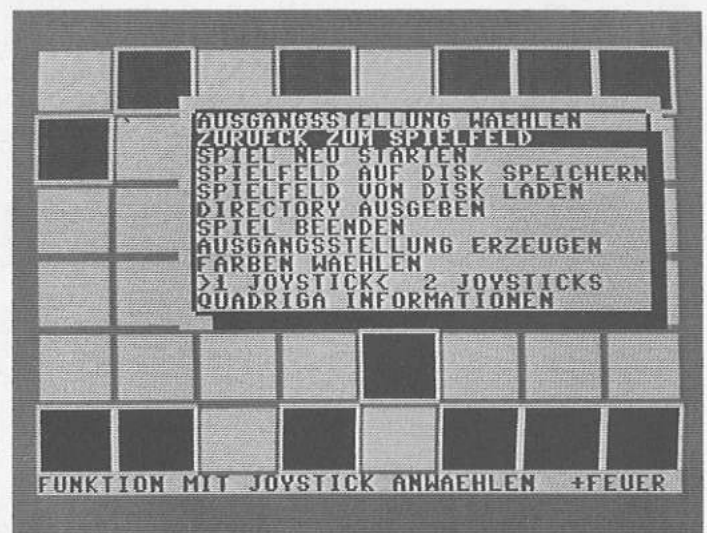 AUSGANGSSTELLUNG WAEHLEN
ZURUECK ZUM SPIELFELD
SPIEL NEU STARTEN
SPIELFELD AUF DISK SPEICHERN
SPIELFELD VON DISK LADEN
DIRECTORY AUSGEBEN
SPIEL BEENDEN
AUSGANGSSTELLUNG ERZEUGEN
FARBEN WAEHLEN
>1 JOYSTICK< 2 JOYSTICKS
QUADRIGA INFORMATIONEN
FUNKTION MIT JOYSTICK ANWAEHLEN +FEUER